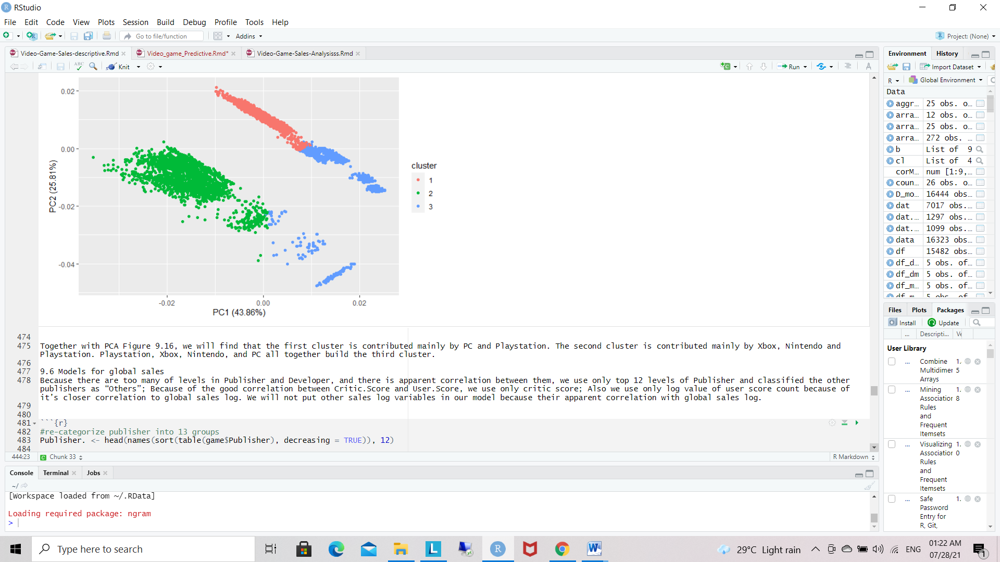 RStudio
File Edit Code View Plots Session Build Debug Profile Tools Help
Go to file/function Addins Project: (None)
Video-Game-Sales-descriptive.Rmd Video_game_Predictive.Rmd* Video-Game-Sales-Analysisss.Rmd
ABC Knit Run
0.02
0.00
-0.02
-0.04
PC2 (25.81%)
-0.02 0.00 0.02
PC1 (43.86%)
cluster
1
2
3
474
475 Together with PCA Figure 9.16, we will find that the first cluster is contributed mainly by PC and Playstation. The second cluster is contributed mainly by Xbox, Nintendo and
Playstation. Playstation, Xbox, Nintendo, and PC all together build the third cluster.
476
477 9.6 Models for global sales
478 Because there are too many of levels in Publisher and Developer, and there is apparent correlation between them, we use only top 12 levels of Publisher and classified the other
publishers as “Others”; Because of the good correlation between Critic.Score and User.Score, we use only critic score; Also we use only log value of user score count because of
it’s closer correlation to global sales log. We will not put other sales log variables in our model because their apparent correlation with global sales log.
479
480
481 ```{r}
482 #re-categorize publisher into 13 groups
483 Publisher. <- head(names(sort(table(game$Publisher), decreasing = TRUE)), 12)
484
444:23 Chunk 33 R Markdown
Console Terminal Jobs
~/
[Workspace loaded from ~/.RData]
Loading required package: ngram
>
Environment History
Import Dataset
R Global Environment
Data
aggr… 25 obs. o…
arra… 12 obs. o…
arra… 25 obs. o…
arra… 272 obs. …
b List of 9
cl List of 4
corM… num [1:9,…
coun… 26 obs. o…
D_mo… 16444 obs…
dat 7017 obs.…
dat.… 1297 obs.…
dat.… 1099 obs.…
data 16323 obs…
df 15482 obs…
df_d… 5 obs. of…
df_dm 5 obs. of…
df_m… 5 obs. of…
df_m… 5 obs. of…
Files Plots Packages
Install Update
... Descripti... Ve
User Library
... Combine 1.
Multidimer 5
Arrays
... Mining 1.
Association 8
Rules
and
Frequent
Itemsets
... Visualizing 1.
Association 0
Rules
and
Frequent
Itemsets
... Safe 1.
Password
Entry for
R, Git,
Type here to search
29°C Light rain
ENG
01:22 AM
07/28/21
1